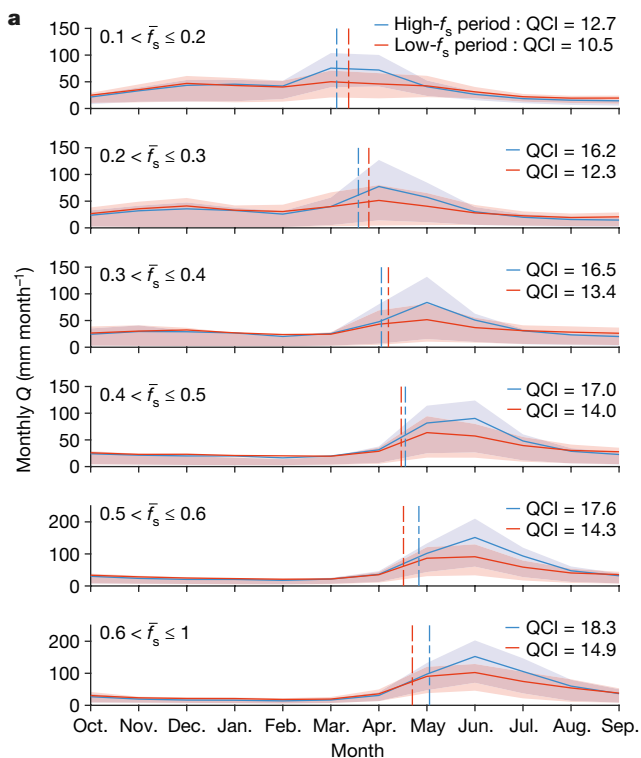 a
0.1 < f̄s ≤ 0.2
High-fs period : QCI = 12.7
Low-fs period : QCI = 10.5
150
100
50
0
0.2 < f̄s ≤ 0.3
QCI = 16.2
QCI = 12.3
150
100
50
0
0.3 < f̄s ≤ 0.4
QCI = 16.5
QCI = 13.4
150
100
50
0
Monthly Q (mm month⁻¹)
0.4 < f̄s ≤ 0.5
QCI = 17.0
QCI = 14.0
150
100
50
0
0.5 < f̄s ≤ 0.6
QCI = 17.6
QCI = 14.3
200
100
0
0.6 < f̄s ≤ 1
QCI = 18.3
QCI = 14.9
200
100
0
Oct. Nov. Dec. Jan. Feb. Mar. Apr. May Jun. Jul. Aug. Sep.
Month